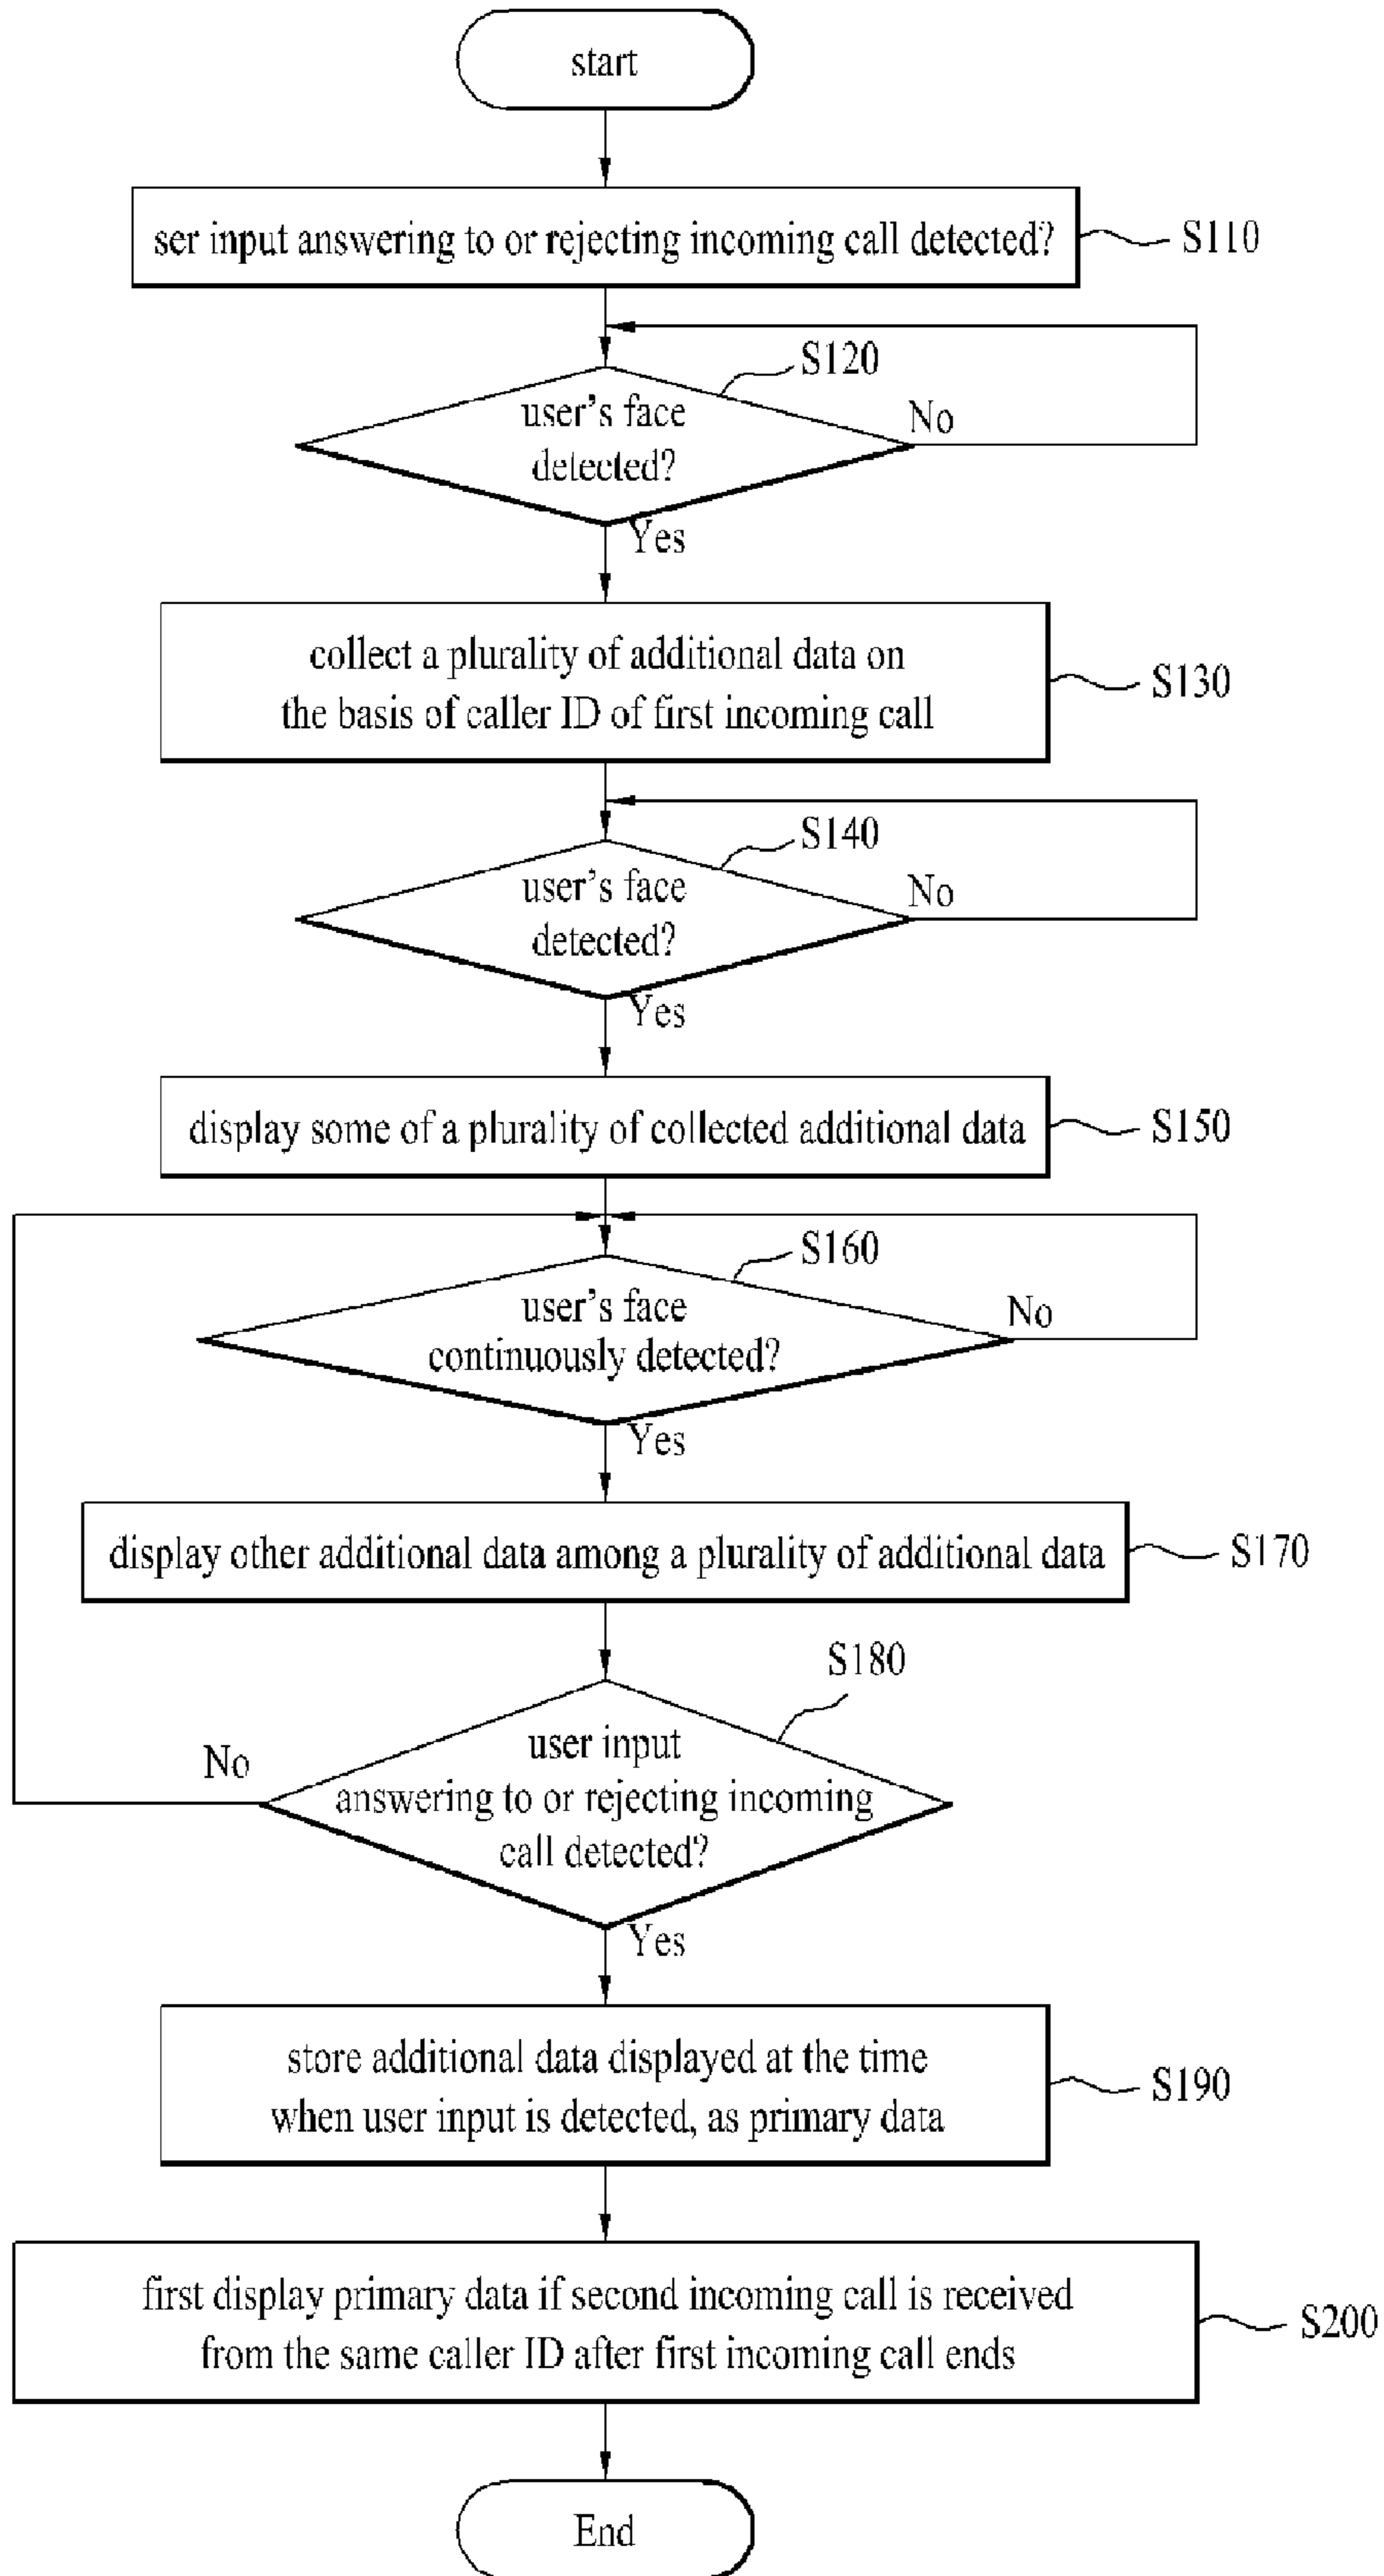 start
ser input answering to or rejecting incoming call detected?
S110
S120
user's face
detected?
No
Yes
collect a plurality of additional data on
the basis of caller ID of first incoming call
S130
S140
user's face
detected?
No
Yes
display some of a plurality of collected additional data
S150
S160
user's face
continuously detected?
No
Yes
display other additional data among a plurality of additional data
S170
S180
user input
answering to or rejecting incoming
call detected?
No
Yes
store additional data displayed at the time
when user input is detected, as primary data
S190
first display primary data if second incoming call is received
from the same caller ID after first incoming call ends
S200
End